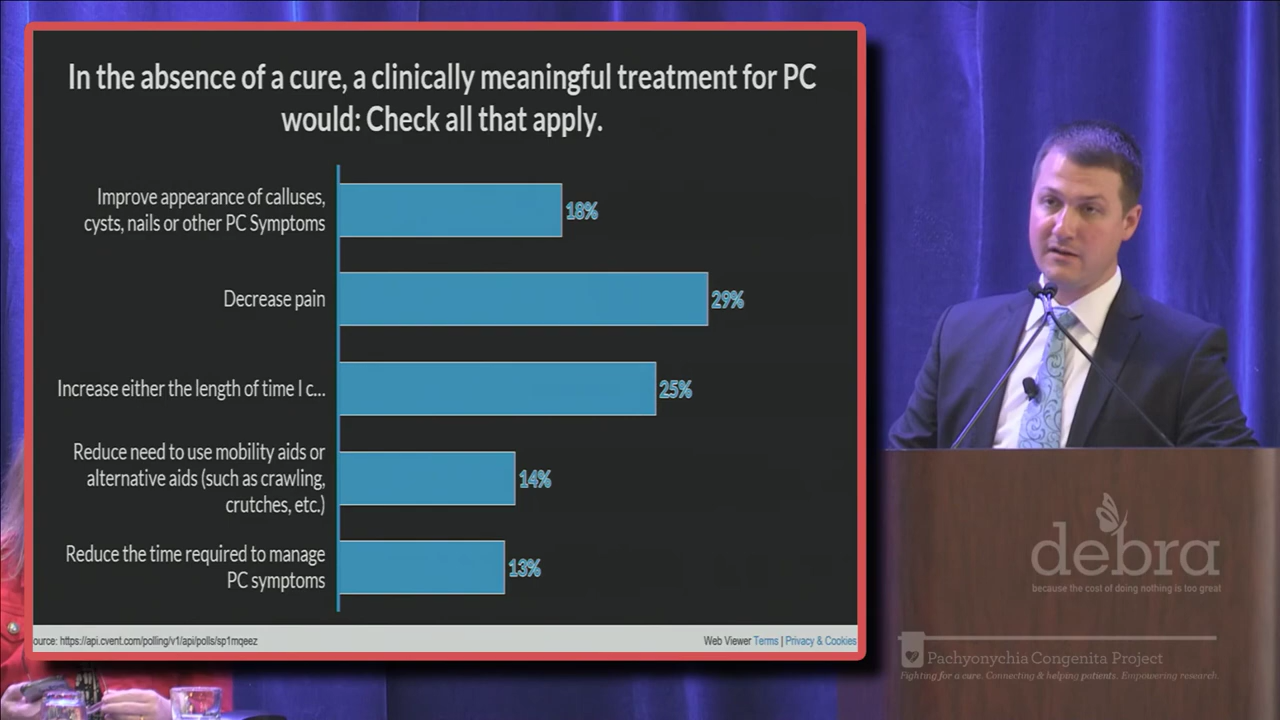 In the absence of a cure, a clinically meaningful treatment for PC
would: Check all that apply.
Improve appearance of calluses,
cysts, nails or other PC Symptoms
18%
Decrease pain
29%
Increase either the length of time I c...
25%
Reduce need to use mobility aids or
alternative aids (such as crawling,
crutches, etc.)
14%
Reduce the time required to manage
PC symptoms
13%
ource: https://api.cvent.com/polling/v1/api/polls/sp1mqeez
Web Viewer Terms | Privacy & Cookies
debra
because the cost of doing nothing is too great
Pachyonychia Congenita Project
Fighting for a cure. Connecting & helping patients. Empowering research.